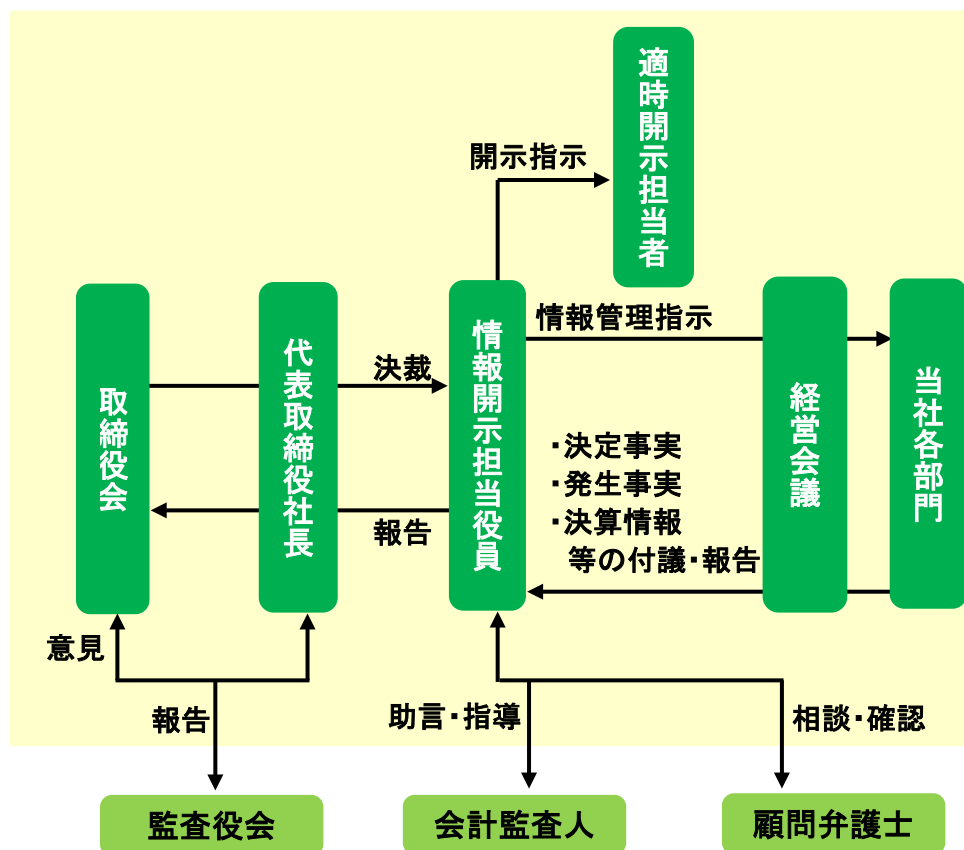 適時開示担当者
開示指示
取締役会
代表取締役社長
決裁
報告
情報開示担当役員
情報管理指示
・決定事実
・発生事実
・決算情報
等の付議・報告
経営会議
当社各部門
意見
報告
助言・指導
相談・確認
監査役会
会計監査人
顧問弁護士